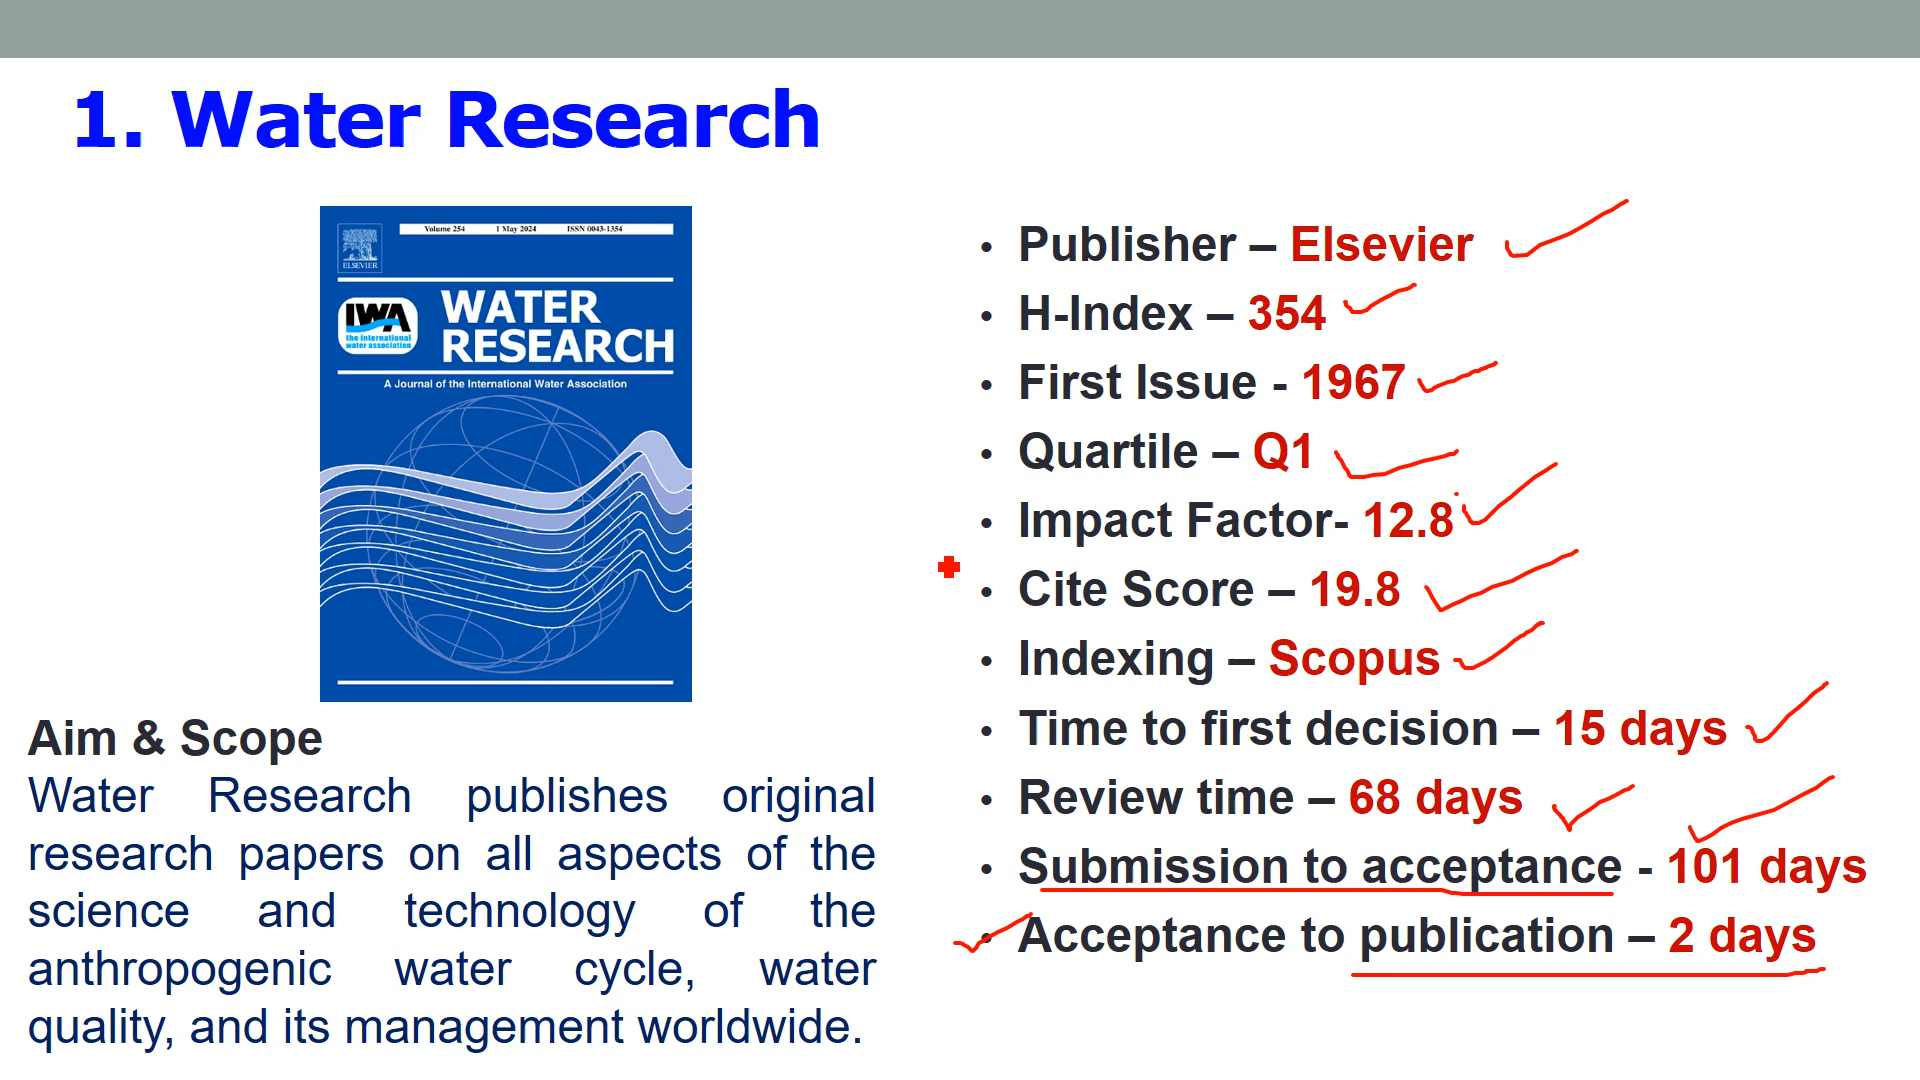 1. Water Research
Volume 254 1 May 2024 ISSN 0043-1354
ELSEVIER
IWA
the international
water association
WATER
RESEARCH
A Journal of the International Water Association
Aim & Scope
Water Research publishes original
research papers on all aspects of the
science and technology of the
anthropogenic water cycle, water
quality, and its management worldwide.
• Publisher – Elsevier
• H-Index – 354
• First Issue - 1967
• Quartile – Q1
• Impact Factor- 12.8
• Cite Score – 19.8
• Indexing – Scopus
• Time to first decision – 15 days
• Review time – 68 days
• Submission to acceptance - 101 days
• Acceptance to publication – 2 days